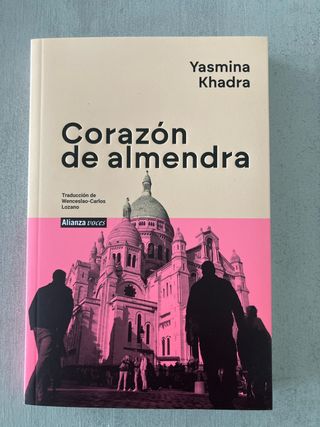 Yasmina
Khadra
Corazón
de almendra
Traducción de
Wenceslao-Carlos
Lozano
Alianza voces